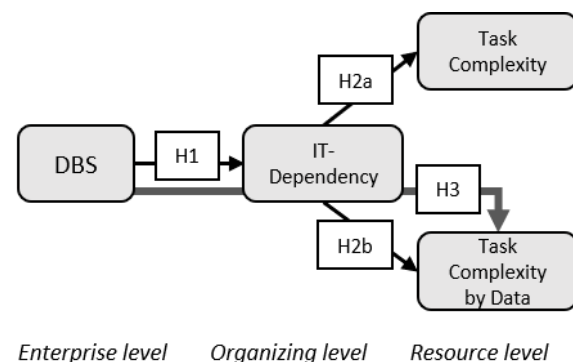 Task
Complexity
H2a
DBS
H1
IT-
Dependency
H3
H2b
Task
Complexity
by Data
Enterprise level Organizing level Resource level